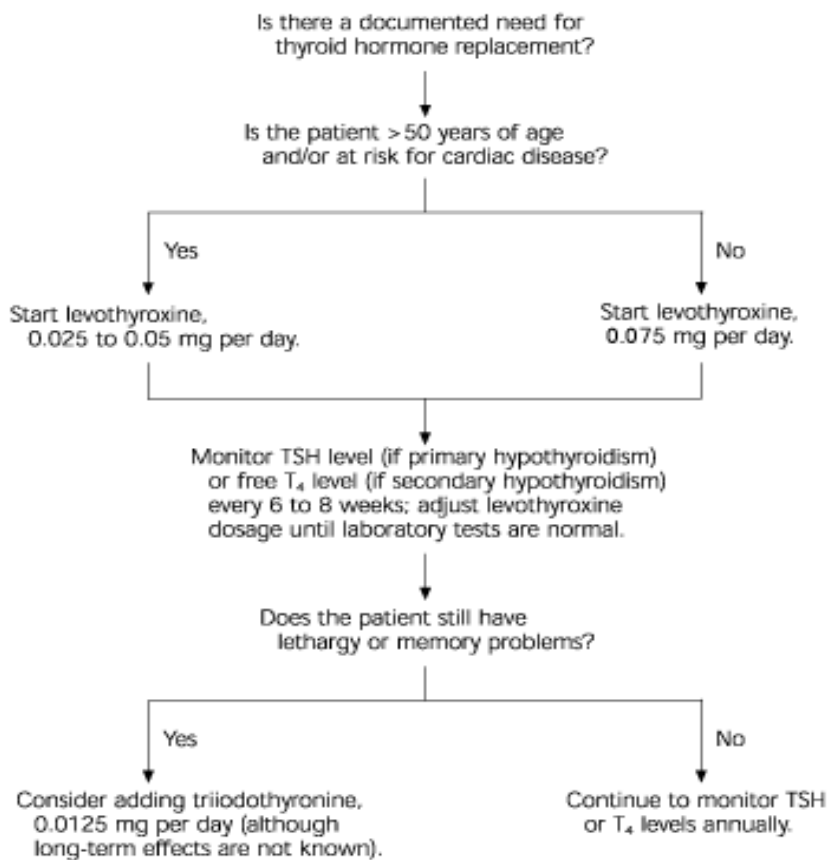 Is there a documented need for
thyroid hormone replacement?
Is the patient >50 years of age
and/or at risk for cardiac disease?
Yes
No
Start levothyroxine,
0.025 to 0.05 mg per day.
Start levothyroxine,
0.075 mg per day.
Monitor TSH level (if primary hypothyroidism)
or free T₄ level (if secondary hypothyroidism)
every 6 to 8 weeks; adjust levothyroxine
dosage until laboratory tests are normal.
Does the patient still have
lethargy or memory problems?
Yes
No
Consider adding triiodothyronine,
0.0125 mg per day (although
long-term effects are not known).
Continue to monitor TSH
or T₄ levels annually.